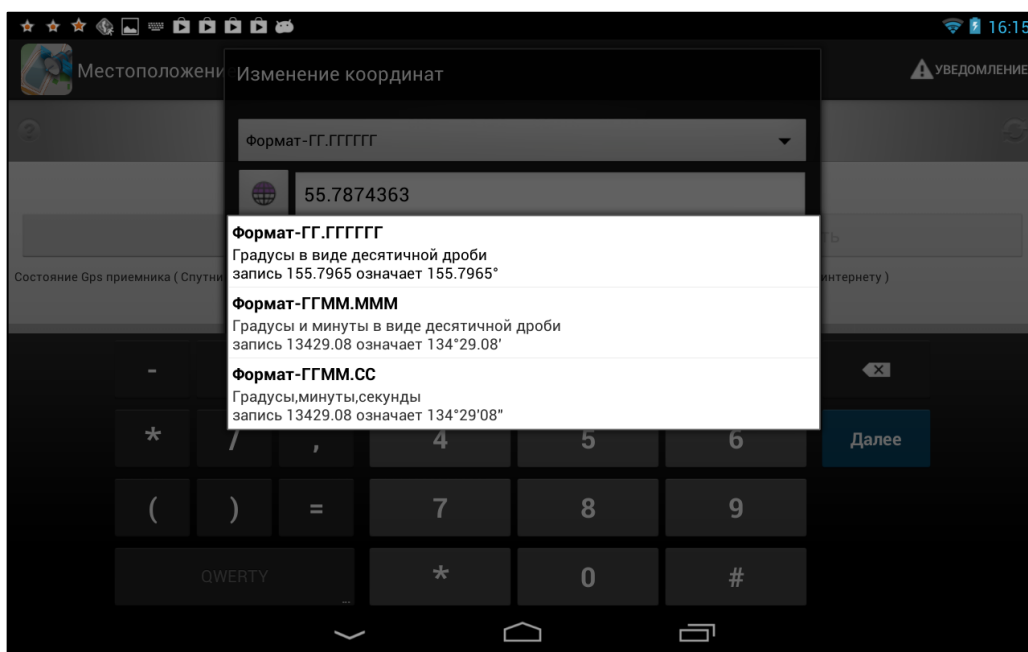 16:15
Местоположени
Изменение координат
УВЕДОМЛЕНИЕ
Формат-ГГ.ГГГГГГ
55.7874363
Формат-ГГ.ГГГГГГ
Градусы в виде десятичной дроби
запись 155.7965 означает 155.7965°
Формат-ГГММ.МММ
Градусы и минуты в виде десятичной дроби
запись 13429.08 означает 134°29.08'
Формат-ГГММ.СС
Градусы,минуты,секунды
запись 13429.08 означает 134°29'08"
ть
Состояние Gps приемника ( Спутни
интернету )
-
* / , 4 5 6 Далее
( ) = 7 8 9
QWERTY ... * 0 #